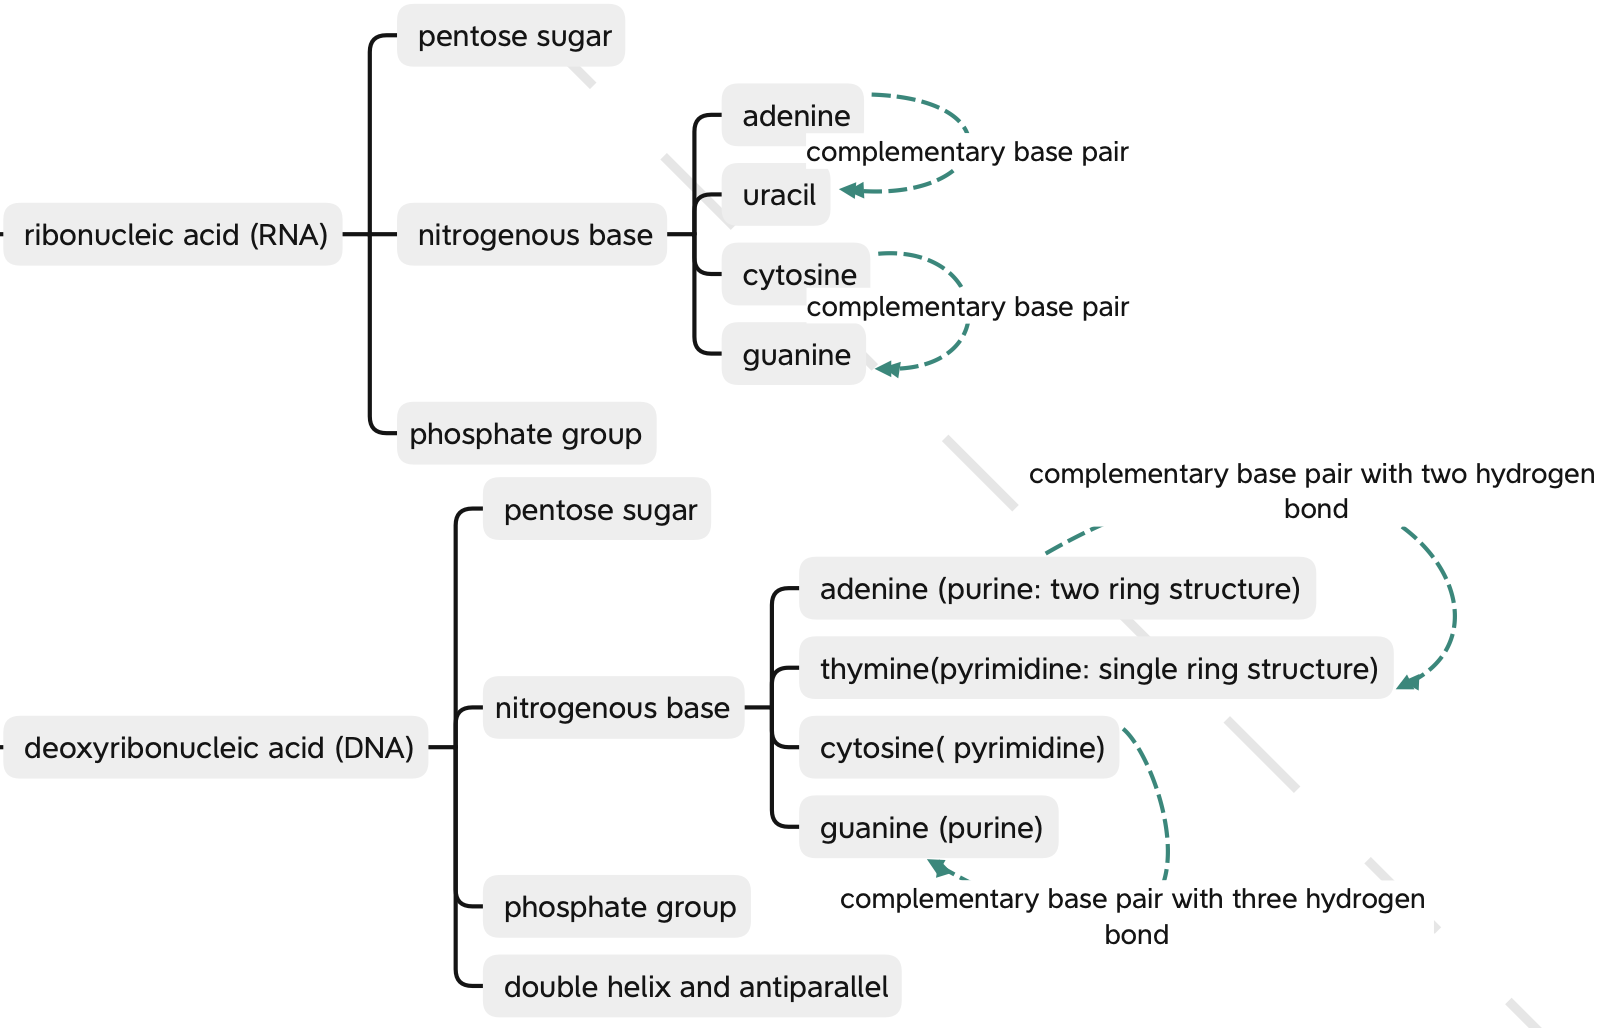 pentose sugar
adenine
complementary base pair
uracil
ribonucleic acid (RNA)
nitrogenous base
cytosine
complementary base pair
guanine
phosphate group
complementary base pair with two hydrogen
bond
pentose sugar
adenine (purine: two ring structure)
thymine(pyrimidine: single ring structure)
nitrogenous base
deoxyribonucleic acid (DNA)
cytosine( pyrimidine)
guanine (purine)
complementary base pair with three hydrogen
bond
phosphate group
double helix and antiparallel